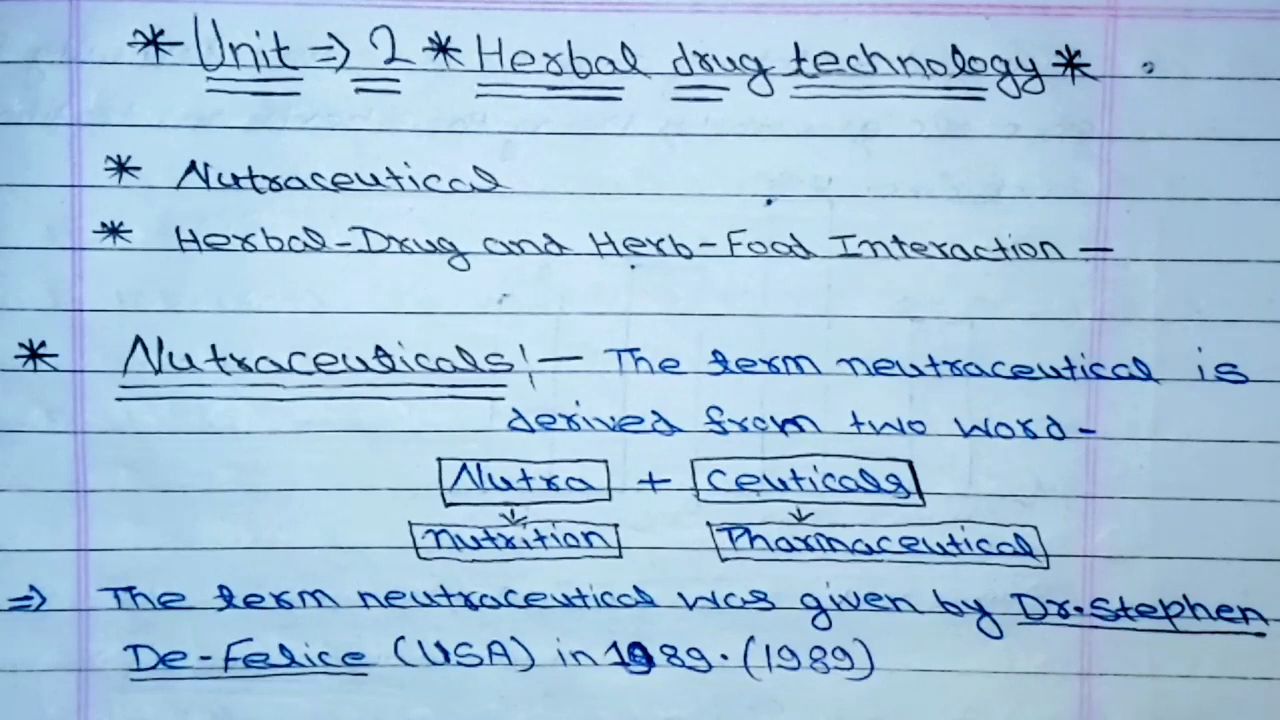 * Unit => 2 * Herbal drug technology *
* Nutraceutical
* Herbal-Drug and Herb-Food Interaction -
* Nutraceuticals:- The term neutraceutical is
derived from two word-
Nutra + ceuticals
nutrition Pharmaceutical
=> The term neutraceutical was given by Dr. Stephen
De-Felice (USA) in 1989. (1989)